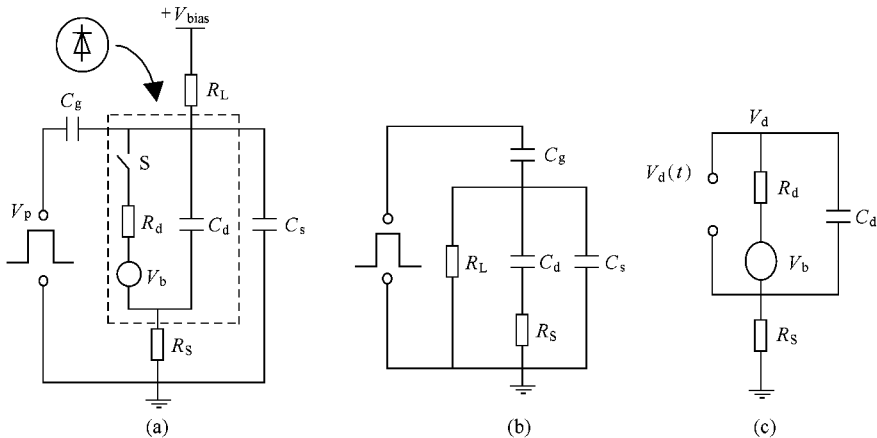 +V_bias
R_L
C_g
S
V_p
R_d
C_d
C_s
V_b
R_S
(a)
C_g
R_L
C_d
C_s
R_S
(b)
V_d
V_d(t)
R_d
C_d
V_b
R_S
(c)